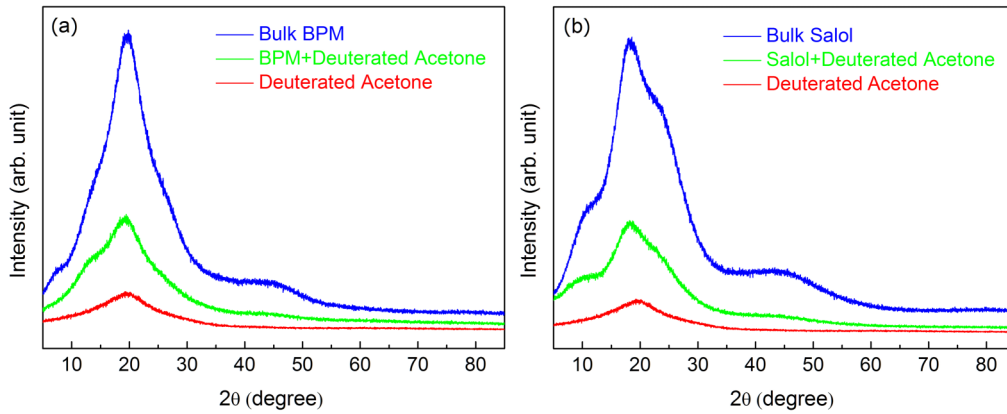 (a)
Bulk BPM
BPM+Deuterated Acetone
Deuterated Acetone
Intensity (arb. unit)
10 20 30 40 50 60 70 80
2θ (degree)
(b)
Bulk Salol
Salol+Deuterated Acetone
Deuterated Acetone
Intensity (arb. unit)
10 20 30 40 50 60 70 80
2θ (degree)